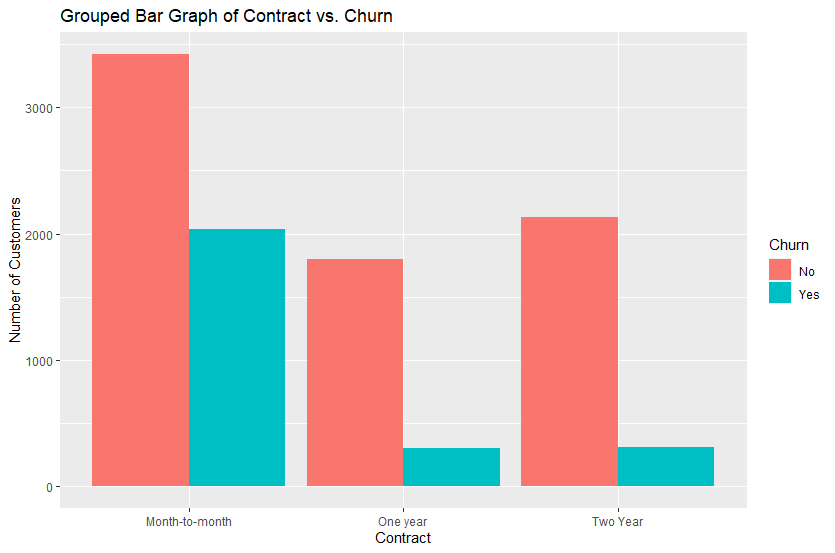 Grouped Bar Graph of Contract vs. Churn
Number of Customers
3000
2000
1000
0
Month-to-month
One year
Two Year
Contract
Churn
No
Yes